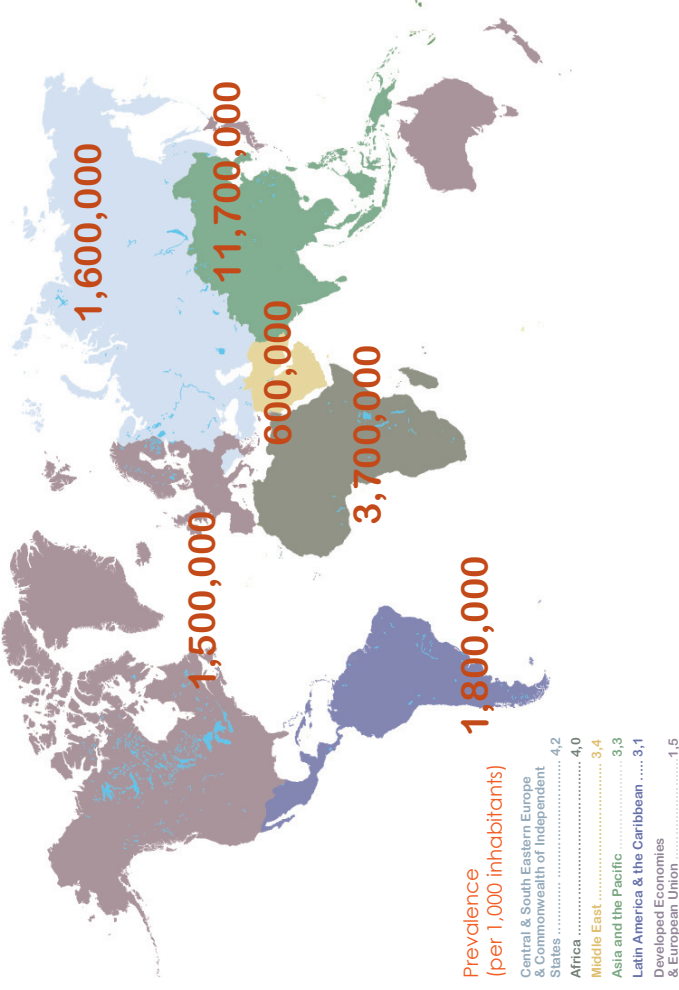 1,600,000
11,700,000
1,500,000
600,000
3,700,000
1,800,000
Prevalence
(per 1,000 inhabitants)
Central & South Eastern Europe
& Commonwealth of Independent
States .................................................. 4,2
Africa .................................................. 4,0
Middle East ........................................ 3,4
Asia and the Pacific ........................ 3,3
Latin America & the Caribbean ..... 3,1
Developed Economies
& European Union ............................ 1,5